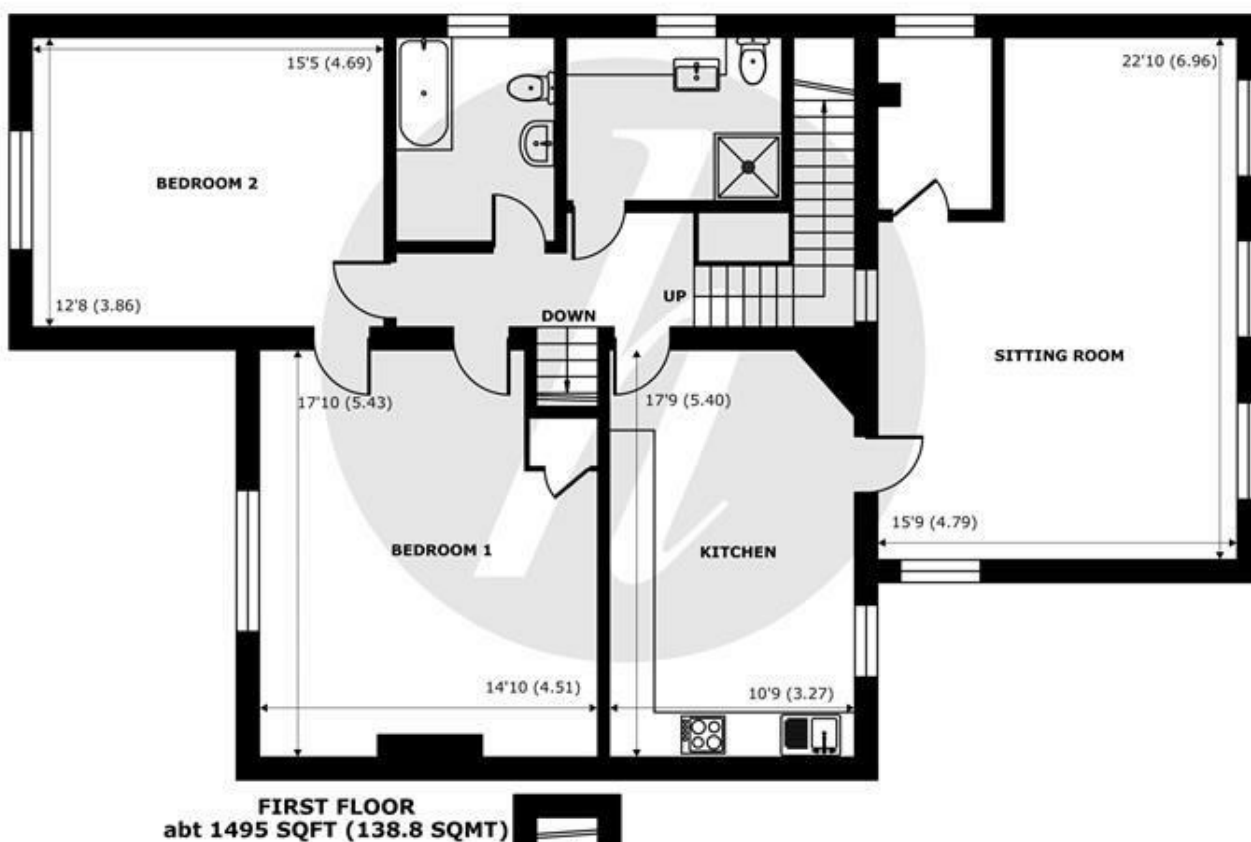 15'5 (4.69)
22'10 (6.96)
BEDROOM 2
12'8 (3.86)
UP
DOWN
SITTING ROOM
17'10 (5.43)
17'9 (5.40)
15'9 (4.79)
BEDROOM 1
KITCHEN
14'10 (4.51)
10'9 (3.27)
FIRST FLOOR
abt 1495 SQFT (138.8 SQMT)